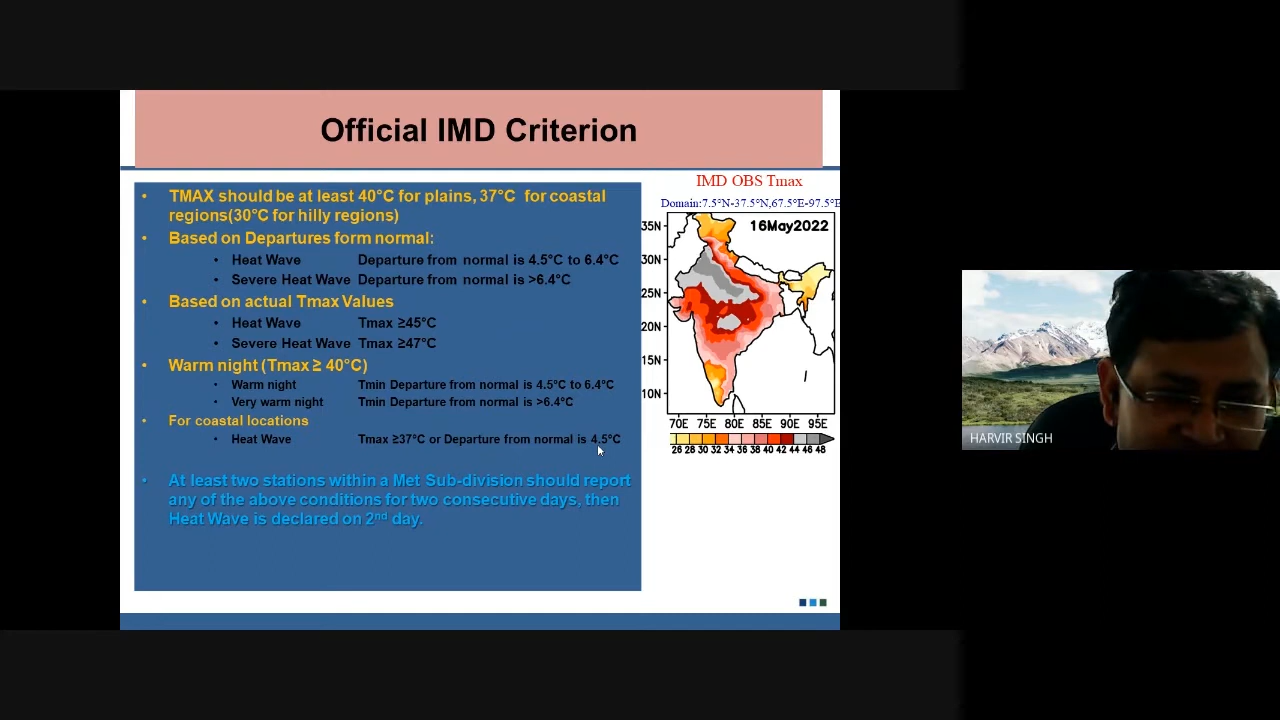 Official IMD Criterion
• TMAX should be at least 40°C for plains, 37°C for coastal
regions(30°C for hilly regions)
• Based on Departures form normal:
• Heat Wave Departure from normal is 4.5°C to 6.4°C
• Severe Heat Wave Departure from normal is >6.4°C
• Based on actual Tmax Values
• Heat Wave Tmax ≥45°C
• Severe Heat Wave Tmax ≥47°C
• Warm night (Tmax ≥ 40°C)
• Warm night Tmin Departure from normal is 4.5°C to 6.4°C
• Very warm night Tmin Departure from normal is >6.4°C
• For coastal locations
• Heat Wave Tmax ≥37°C or Departure from normal is 4.5°C
• At least two stations within a Met Sub-division should report
any of the above conditions for two consecutive days, then
Heat Wave is declared on 2nd day.
IMD OBS Tmax
Domain:7.5°N-37.5°N,67.5°E-97.5°E
16May2022
35N
30N
25N
20N
15N
10N
70E 75E 80E 85E 90E 95E
26 28 30 32 34 36 38 40 42 44 46 48
HARVIR SINGH